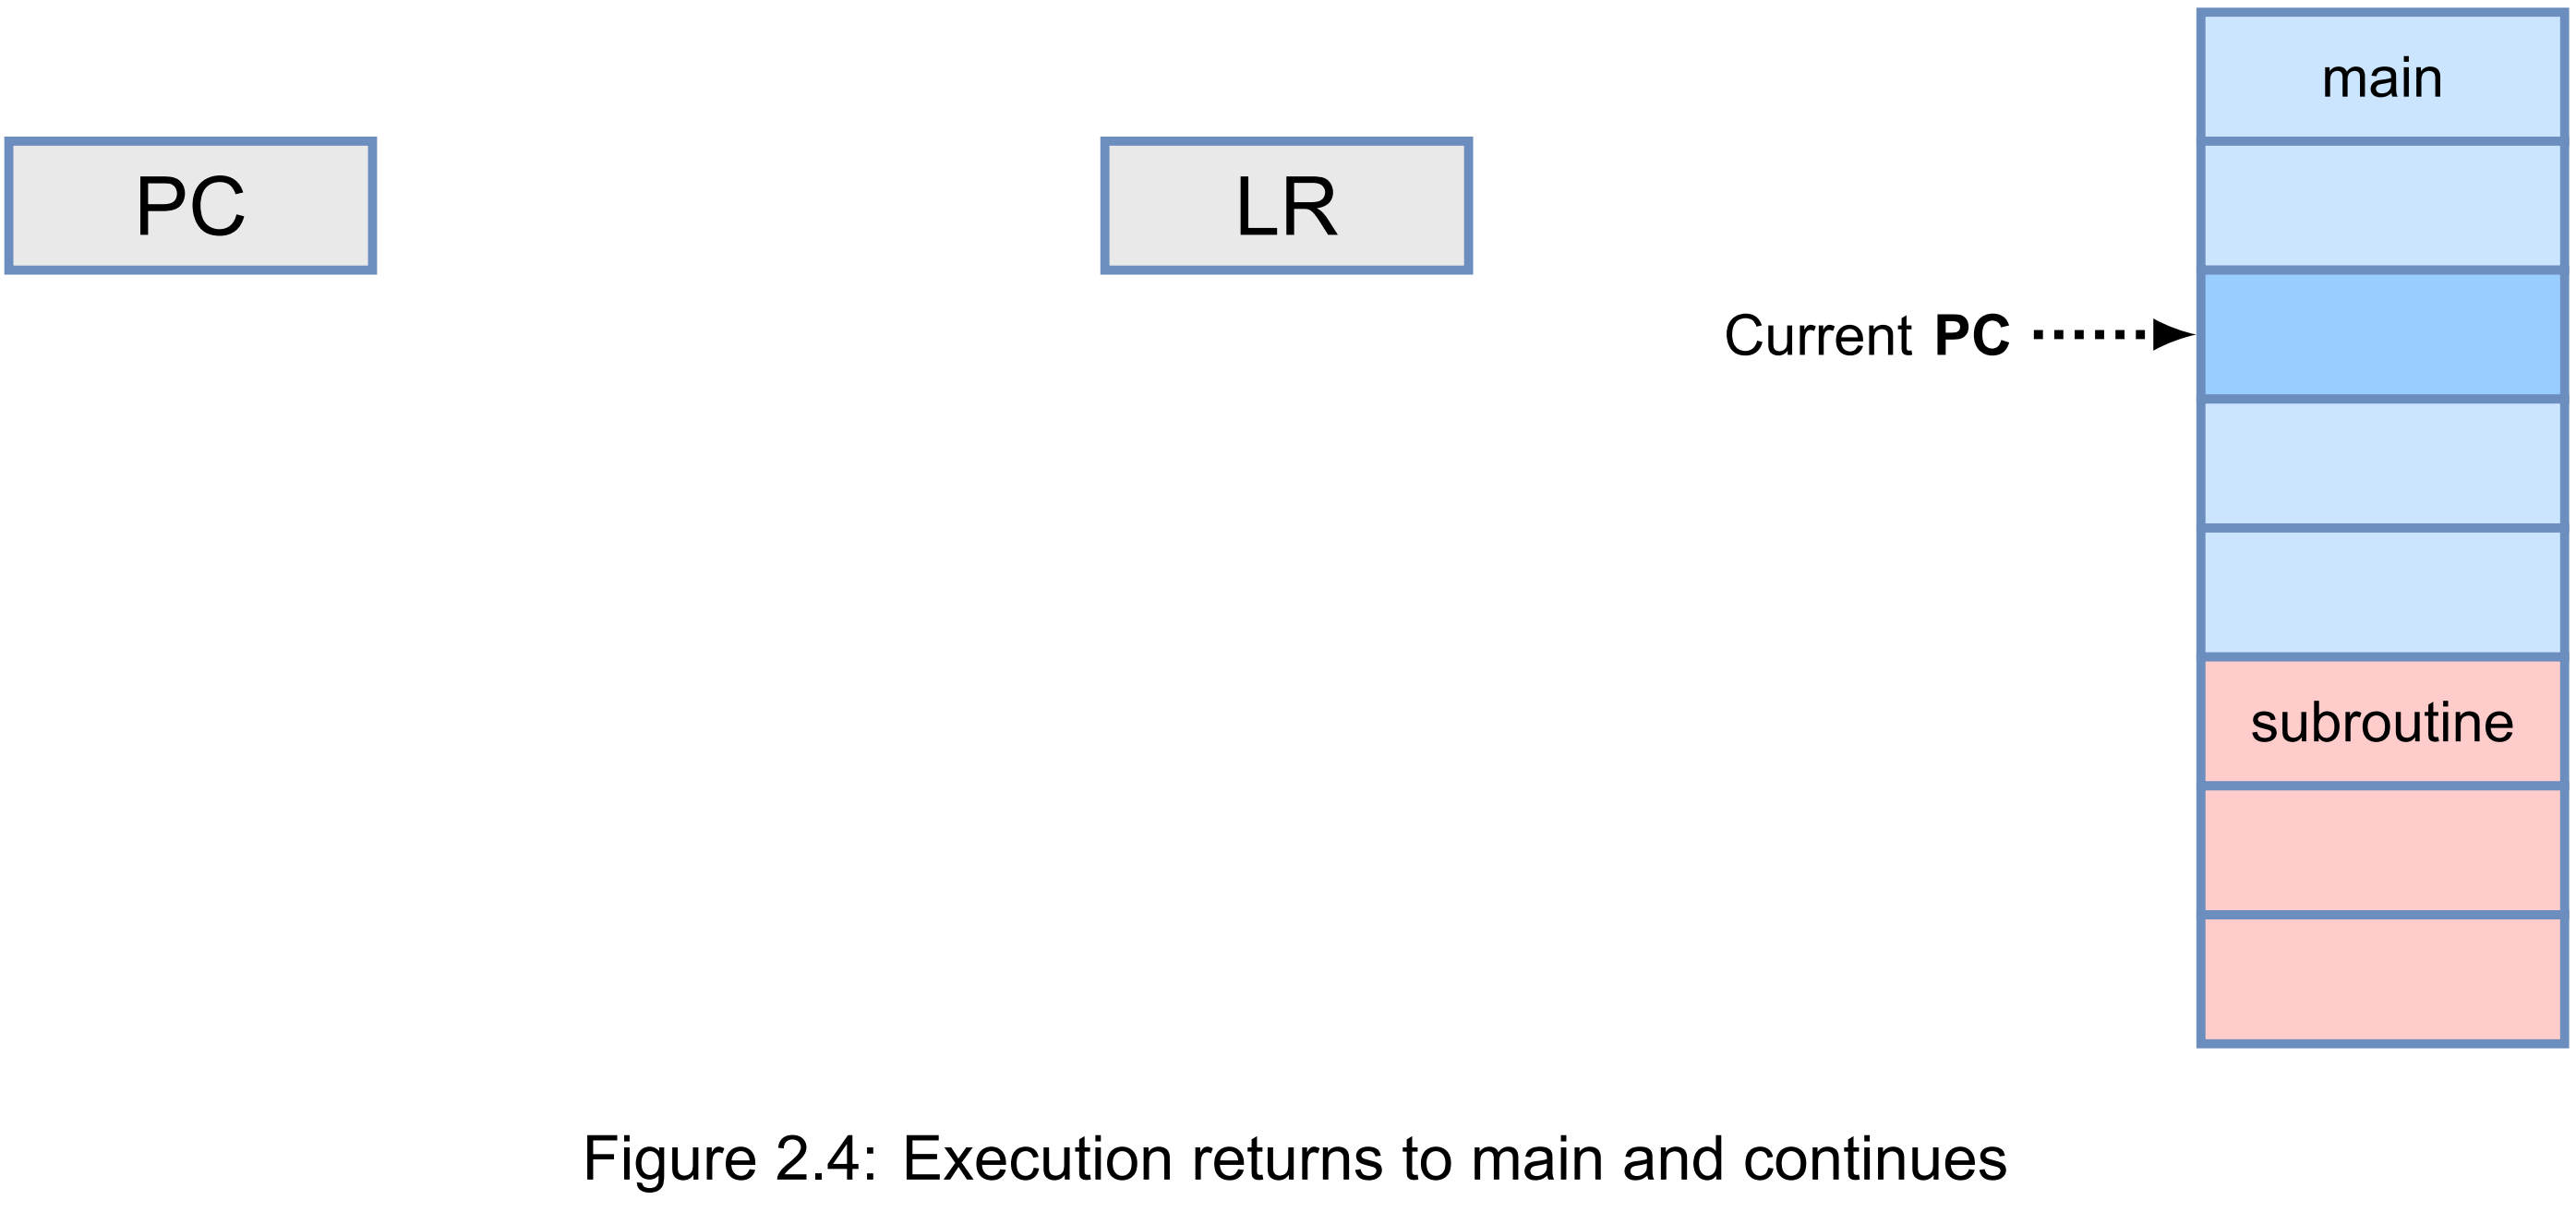 main
PC
LR
Current PC
subroutine
Figure 2.4: Execution returns to main and continues